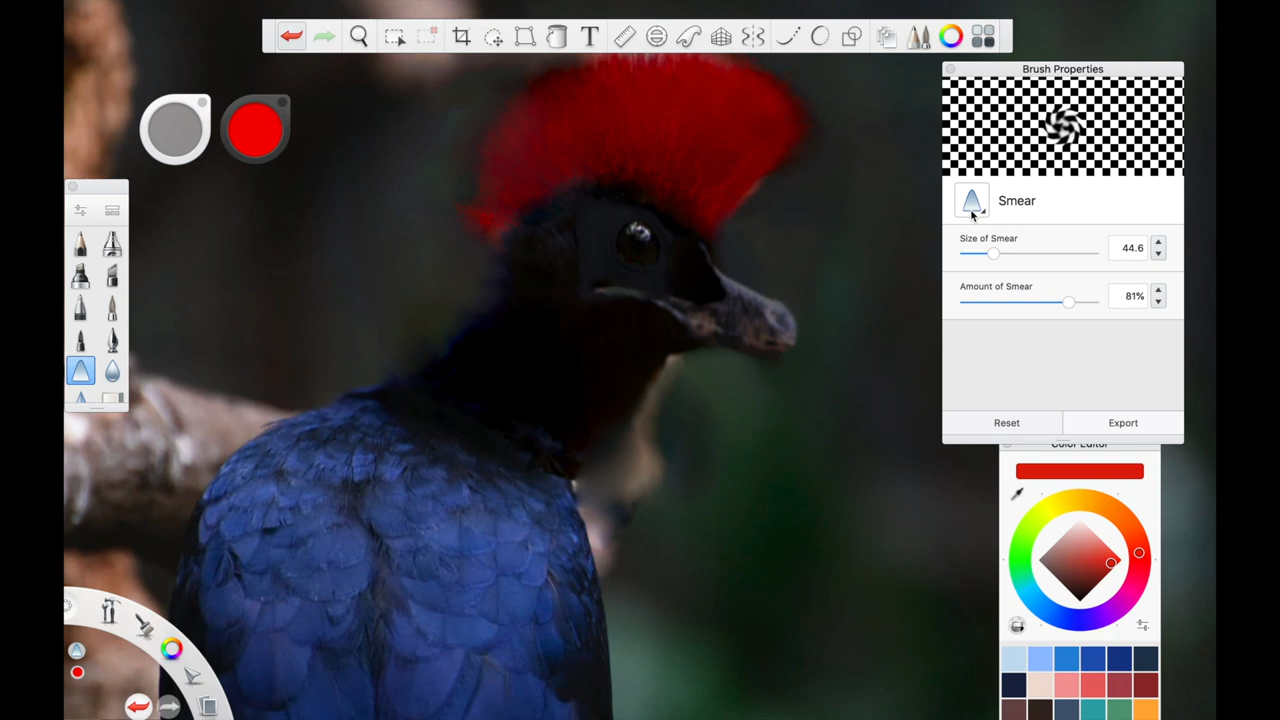 T
Brush Properties
Smear
Size of Smear
44.6
Amount of Smear
81%
Reset
Export
Color Editor